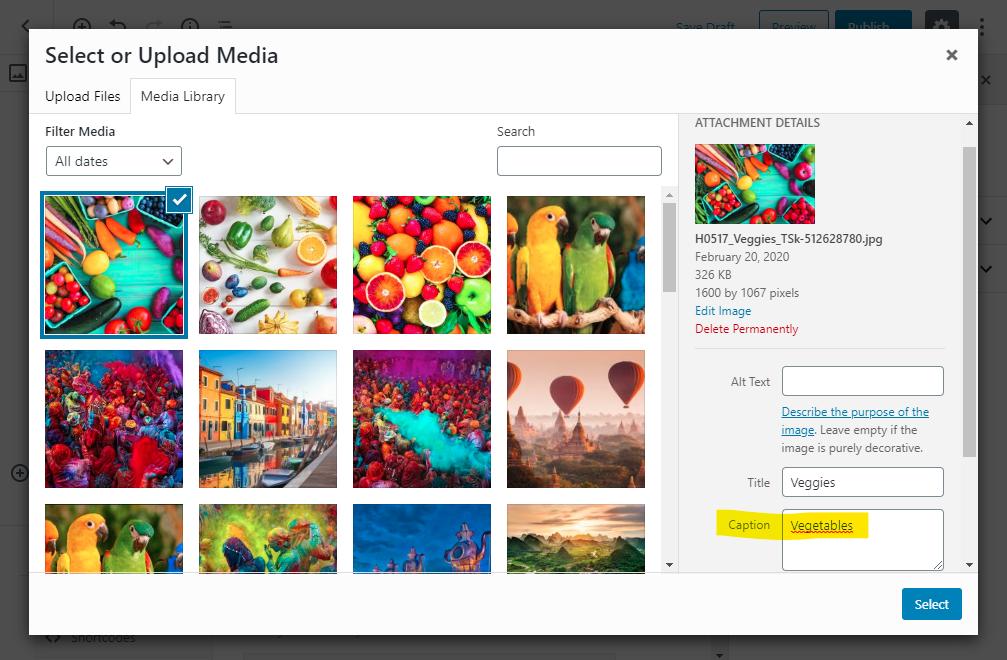 Save Draft
Preview
Publish
Select or Upload Media
Upload Files
Media Library
Filter Media
All dates
Search
ATTACHMENT DETAILS
H0517_Veggies_TSk-512628780.jpg
February 20, 2020
326 KB
1600 by 1067 pixels
Edit Image
Delete Permanently
Alt Text
Describe the purpose of the
image. Leave empty if the
image is purely decorative.
Title
Veggies
Caption
Vegetables
Select
Shortcodes